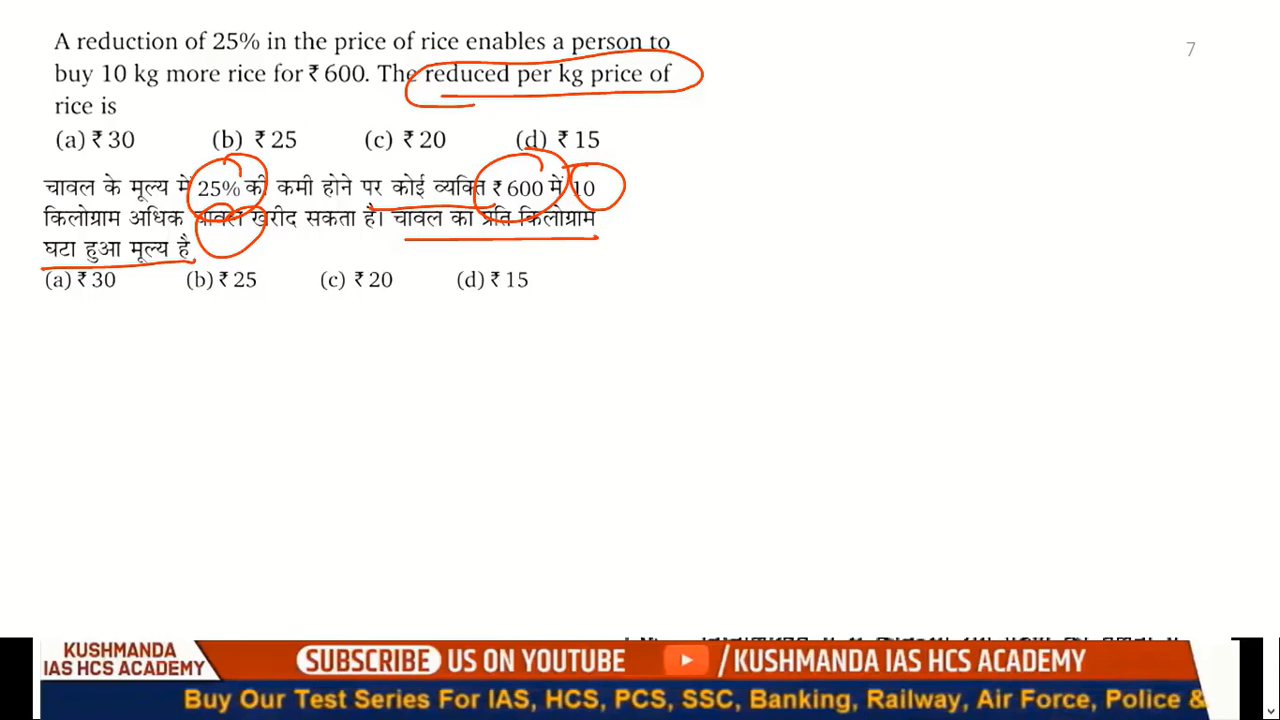 A reduction of 25% in the price of rice enables a person to
buy 10 kg more rice for ₹ 600. The reduced per kg price of
rice is
(a) ₹ 30 (b) ₹ 25 (c) ₹ 20 (d) ₹ 15
7
चावल के मूल्य में 25% की कमी होने पर कोई व्यक्ति ₹ 600 में 10
किलोग्राम अधिक चावल खरीद सकता है। चावल का प्रति किलोग्राम
घटा हुआ मूल्य है
(a) ₹ 30 (b) ₹ 25 (c) ₹ 20 (d) ₹ 15
KUSHMANDA
IAS HCS ACADEMY
SUBSCRIBE US ON YOUTUBE /KUSHMANDA IAS HCS ACADEMY
Buy Our Test Series For IAS, HCS, PCS, SSC, Banking, Railway, Air Force, Police &